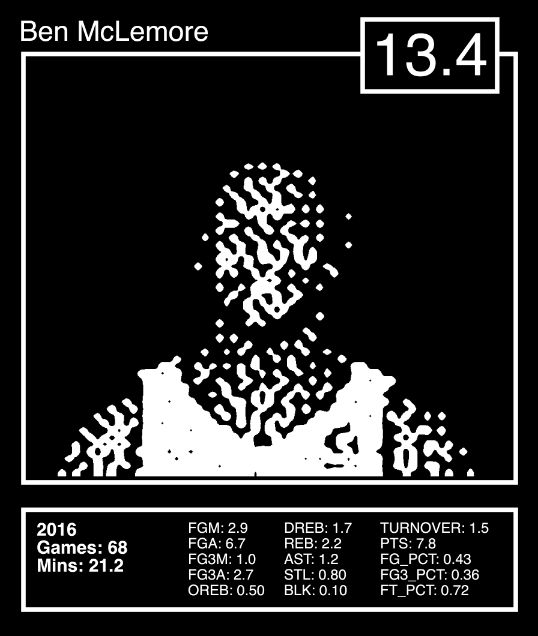 Ben McLemore
13.4
2016
Games: 68
Mins: 21.2
FGM: 2.9
FGA: 6.7
FG3M: 1.0
FG3A: 2.7
OREB: 0.50
DREB: 1.7
REB: 2.2
AST: 1.2
STL: 0.80
BLK: 0.10
TURNOVER: 1.5
PTS: 7.8
FG_PCT: 0.43
FG3_PCT: 0.36
FT_PCT: 0.72